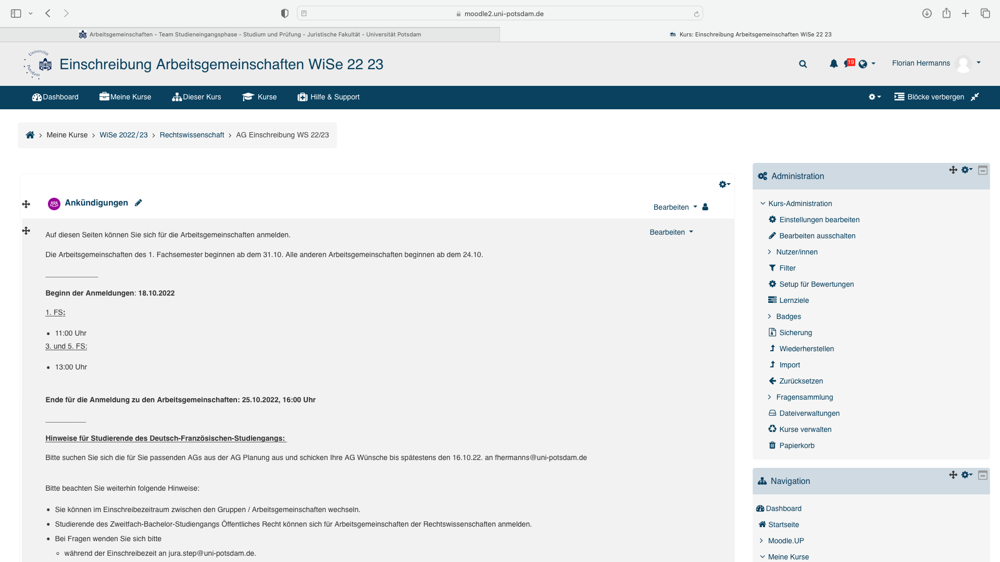 moodle2.uni-potsdam.de
Arbeitsgemeinschaften - Team Studieneingangsphase - Studium und Prüfung - Juristische Fakultät - Universität Potsdam
Kurs: Einschreibung Arbeitsgemeinschaften WiSe 22 23
Universität Potsdam
Einschreibung Arbeitsgemeinschaften WiSe 22 23
19
Florian Hermanns
Dashboard
Meine Kurse
Dieser Kurs
Kurse
Hilfe & Support
Blöcke verbergen
Meine Kurse
WiSe 2022/23
Rechtswissenschaft
AG Einschreibung WS 22/23
Ankündigungen
Bearbeiten
Bearbeiten
Auf diesen Seiten können Sie sich für die Arbeitsgemeinschaften anmelden.
Die Arbeitsgemeinschaften des 1. Fachsemester beginnen ab dem 31.10. Alle anderen Arbeitsgemeinschaften beginnen ab dem 24.10.
_____________
Beginn der Anmeldungen: 18.10.2022
1. FS:
• 11:00 Uhr
3. und 5. FS:
• 13:00 Uhr
Ende für die Anmeldung zu den Arbeitsgemeinschaften: 25.10.2022, 16:00 Uhr
__________
Hinweise für Studierende des Deutsch-Französischen-Studiengangs:
Bitte suchen Sie sich die für Sie passenden AGs aus der AG Planung aus und schicken Ihre AG Wünsche bis spätestens den 16.10.22. an fhermanns@uni-potsdam.de
Bitte beachten Sie weiterhin folgende Hinweise:
• Sie können im Einschreibezeitraum zwischen den Gruppen / Arbeitsgemeinschaften wechseln.
• Studierende des Zweitfach-Bachelor-Studiengangs Öffentliches Recht können sich für Arbeitsgemeinschaften der Rechtswissenschaften anmelden.
• Bei Fragen wenden Sie sich bitte
◦ während der Einschreibezeit an jura.step@uni-potsdam.de.
Administration
Kurs-Administration
Einstellungen bearbeiten
Bearbeiten ausschalten
Nutzer/innen
Filter
Setup für Bewertungen
Lernziele
Badges
Sicherung
Wiederherstellen
Import
Zurücksetzen
Fragensammlung
Dateiverwaltungen
Kurse verwalten
Papierkorb
Navigation
Dashboard
Startseite
Moodle.UP
Meine Kurse